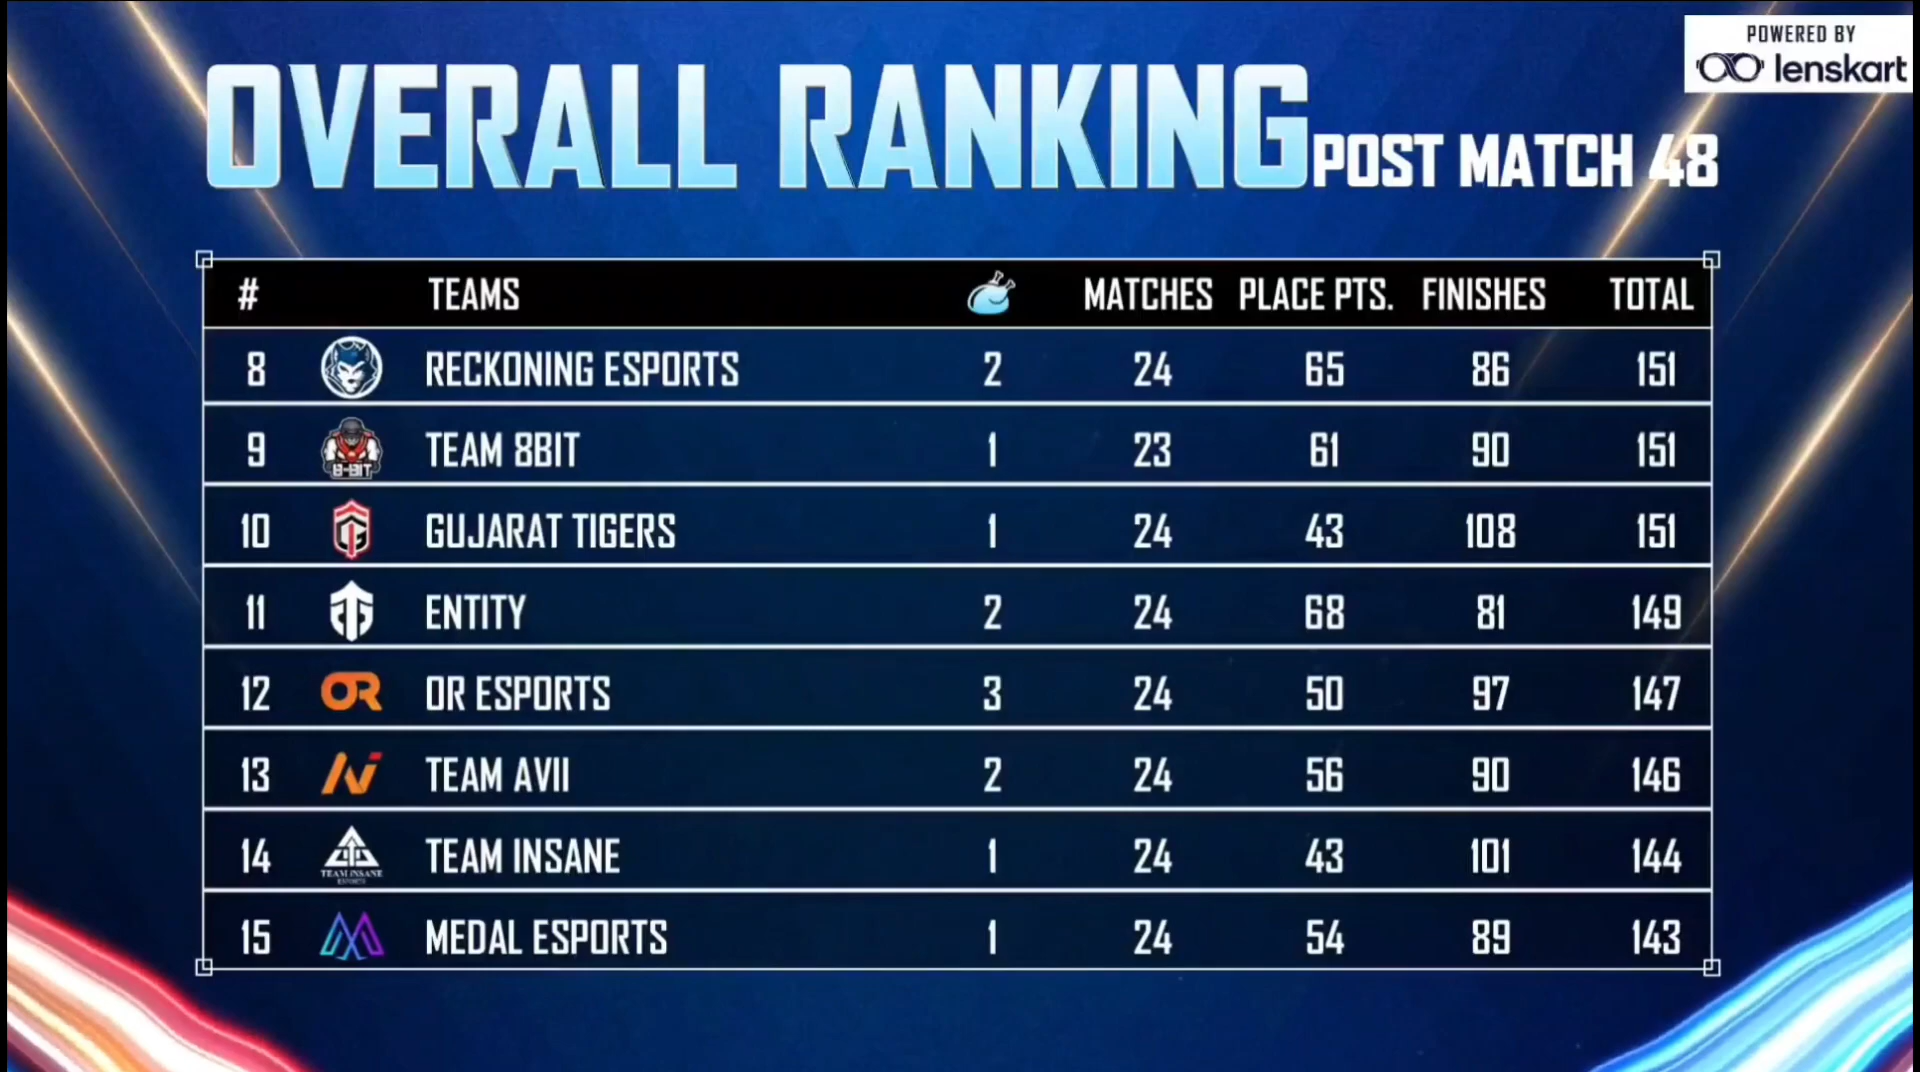 POWERED BY
lenskart
OVERALL RANKING POST MATCH 48
# TEAMS MATCHES PLACE PTS. FINISHES TOTAL
8 RECKONING ESPORTS 2 24 65 86 151
9 8-BIT TEAM 8BIT 1 23 61 90 151
10 GUJARAT TIGERS 1 24 43 108 151
11 ENTITY 2 24 68 81 149
12 OR OR ESPORTS 3 24 50 97 147
13 TEAM AVII 2 24 56 90 146
14 TEAM INSANE TEAM INSANE 1 24 43 101 144
15 MEDAL ESPORTS 1 24 54 89 143